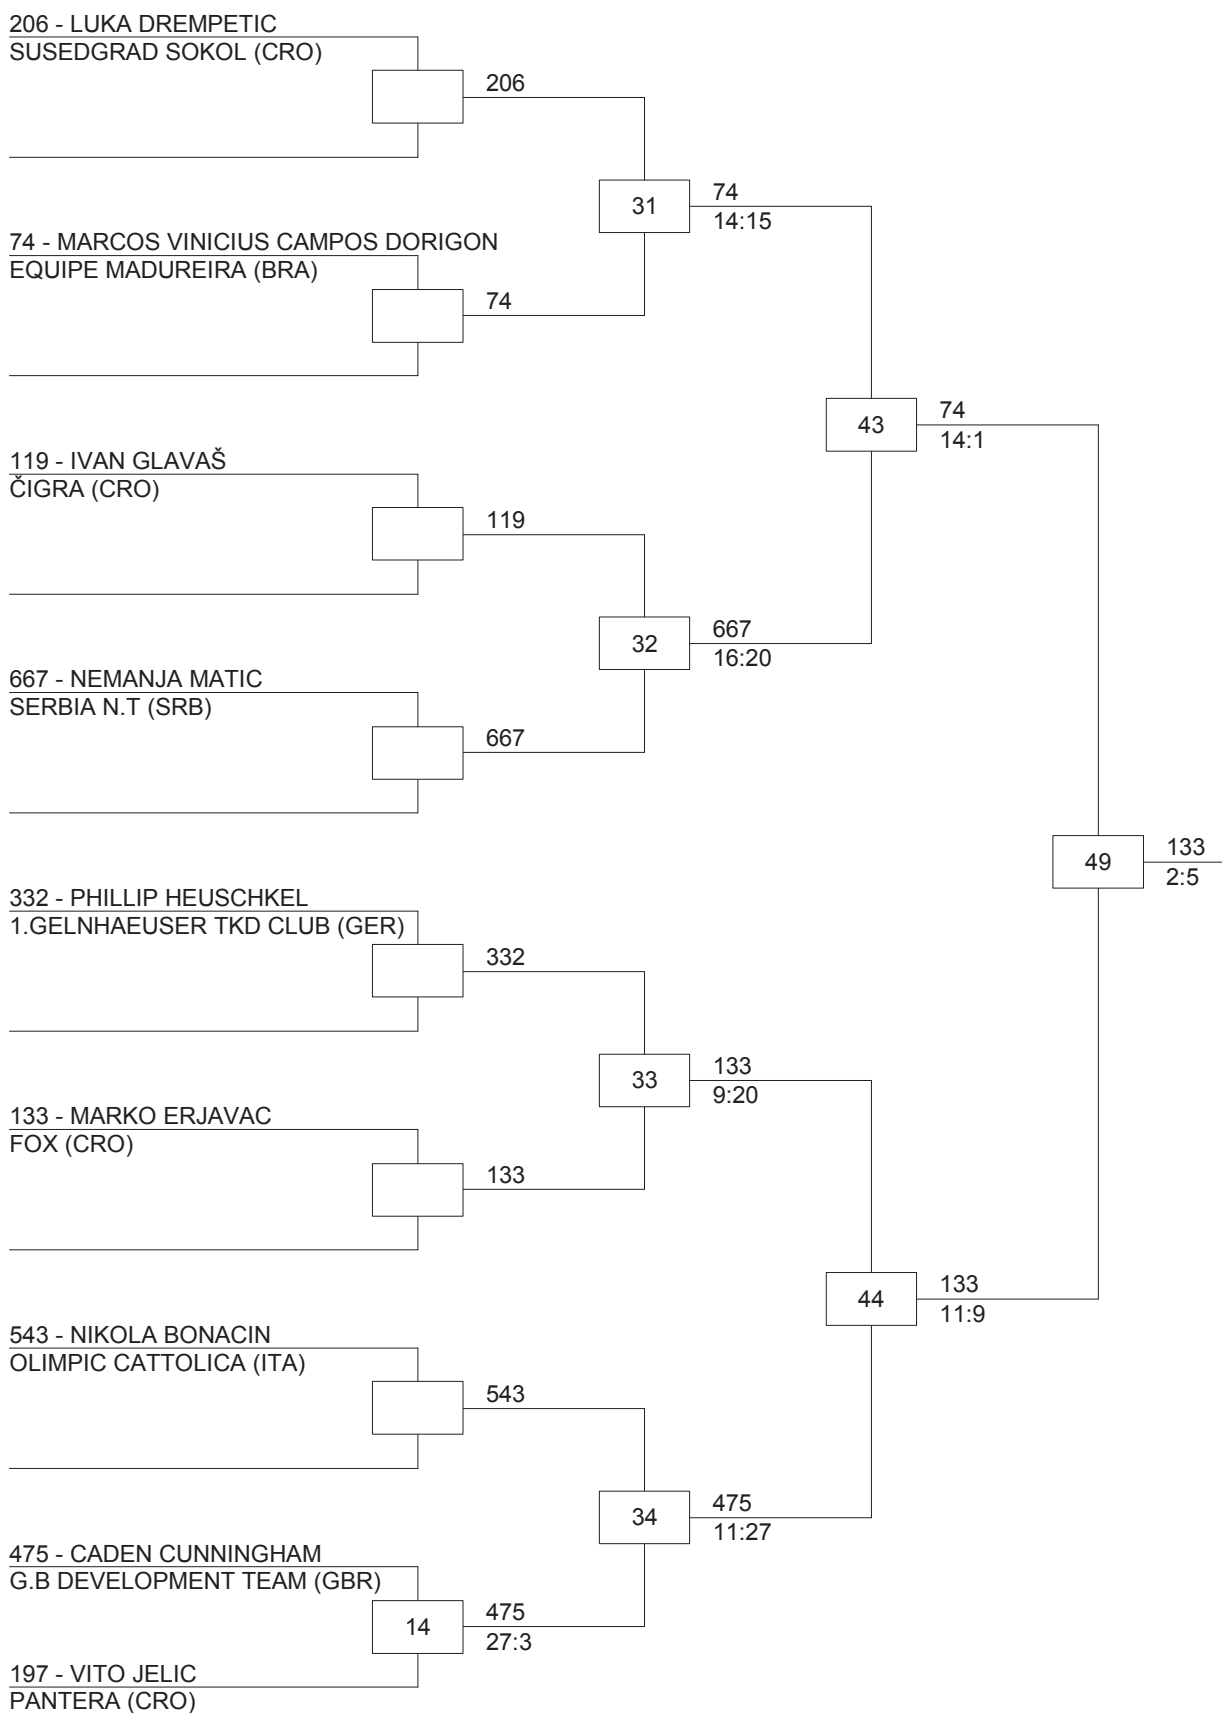 206 - LUKA DREMPETIC
SUSEDGRAD SOKOL (CRO)
206
31
74
14:15
74 - MARCOS VINICIUS CAMPOS DORIGON
EQUIPE MADUREIRA (BRA)
74
43
74
14:1
119 - IVAN GLAVAŠ
ČIGRA (CRO)
119
32
667
16:20
667 - NEMANJA MATIC
SERBIA N.T (SRB)
667
49
133
2:5
332 - PHILLIP HEUSCHKEL
1.GELNHAEUSER TKD CLUB (GER)
332
33
133
9:20
133 - MARKO ERJAVAC
FOX (CRO)
133
44
133
11:9
543 - NIKOLA BONACIN
OLIMPIC CATTOLICA (ITA)
543
34
475
11:27
475 - CADEN CUNNINGHAM
G.B DEVELOPMENT TEAM (GBR)
14
475
27:3
197 - VITO JELIC
PANTERA (CRO)